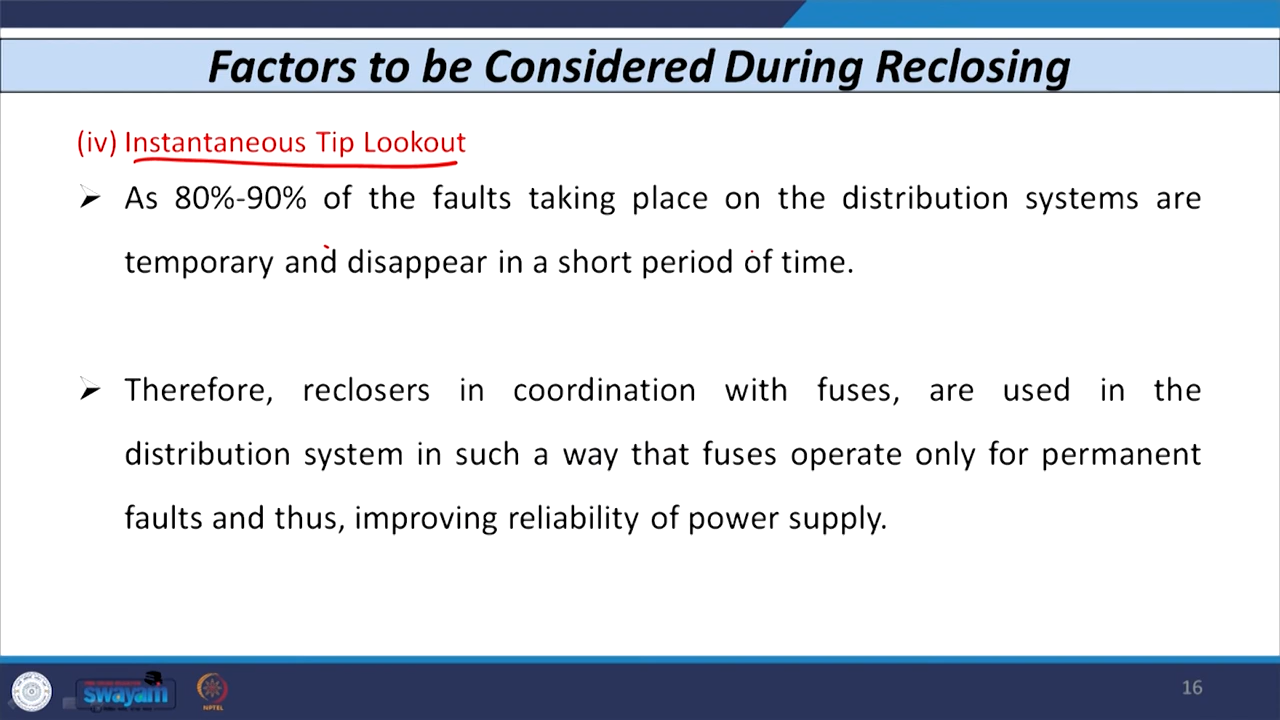 Factors to be Considered During Reclosing
(iv) Instantaneous Tip Lookout
➢ As 80%-90% of the faults taking place on the distribution systems are
temporary and disappear in a short period of time.
➢ Therefore, reclosers in coordination with fuses, are used in the
distribution system in such a way that fuses operate only for permanent
faults and thus, improving reliability of power supply.
swayam
NPTEL
16